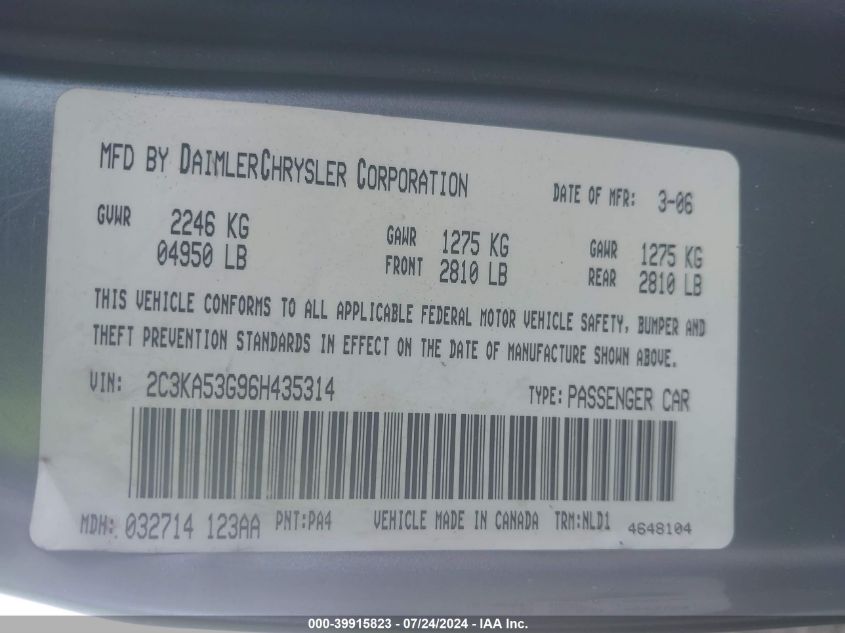 MFD BY DAIMLERCHRYSLER CORPORATION DATE OF MFR: 3-06
GVWR 2246 KG GAWR 1275 KG GAWR 1275 KG
04950 LB FRONT 2810 LB REAR 2810 LB
THIS VEHICLE CONFORMS TO ALL APPLICABLE FEDERAL MOTOR VEHICLE SAFETY, BUMPER AND
THEFT PREVENTION STANDARDS IN EFFECT ON THE DATE OF MANUFACTURE SHOWN ABOVE.
VIN: 2C3KA53G96H435314 TYPE: PASSENGER CAR
MDH: 032714 123AA PNT:PA4 VEHICLE MADE IN CANADA TRM:NLD1 4648104
000-39915823 - 07/24/2024 - IAA Inc.